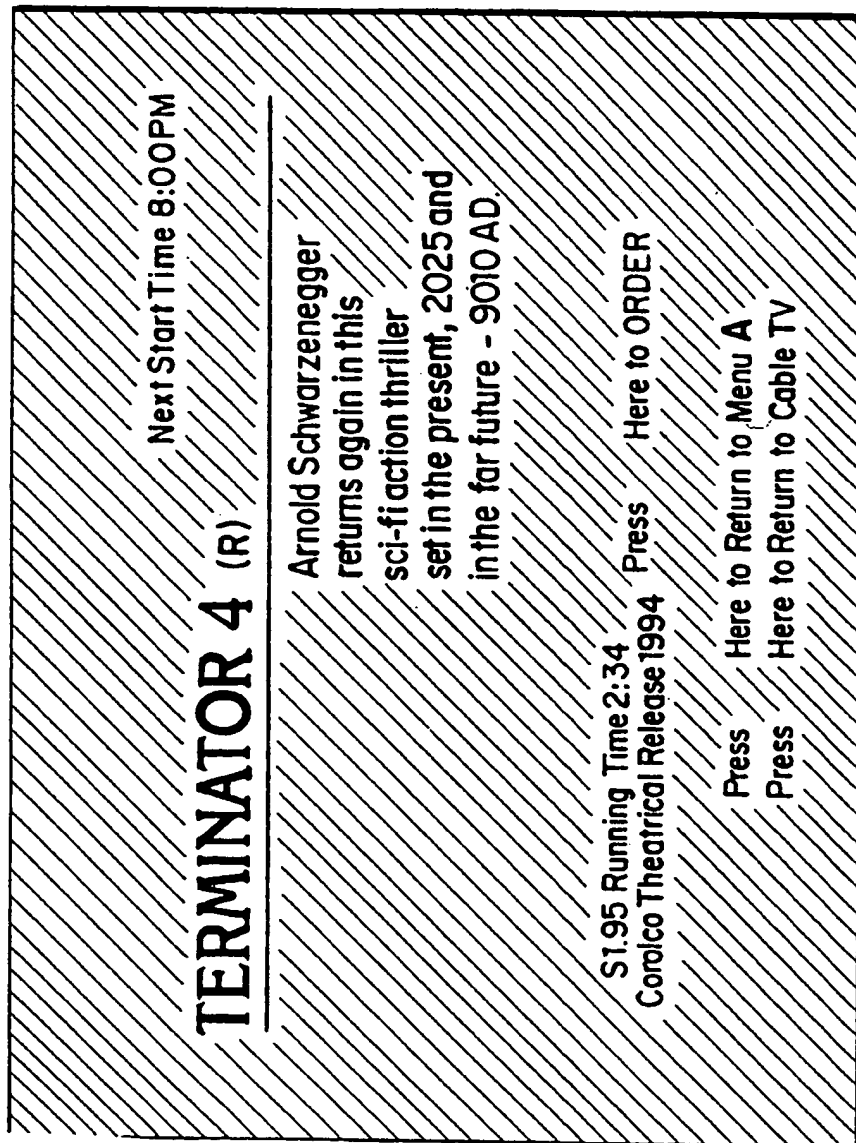 Next Start Time 8:00PM
TERMINATOR 4 (R)
Arnold Schwarzenegger
returns again in this
sci-fi action thriller
set in the present, 2025 and
in the far future - 9010 AD.
S1.95 Running Time 2:34
Corolco Theatrical Release 1994
Press Here to ORDER
Press Here to Return to Menu A
Press Here to Return to Cable TV